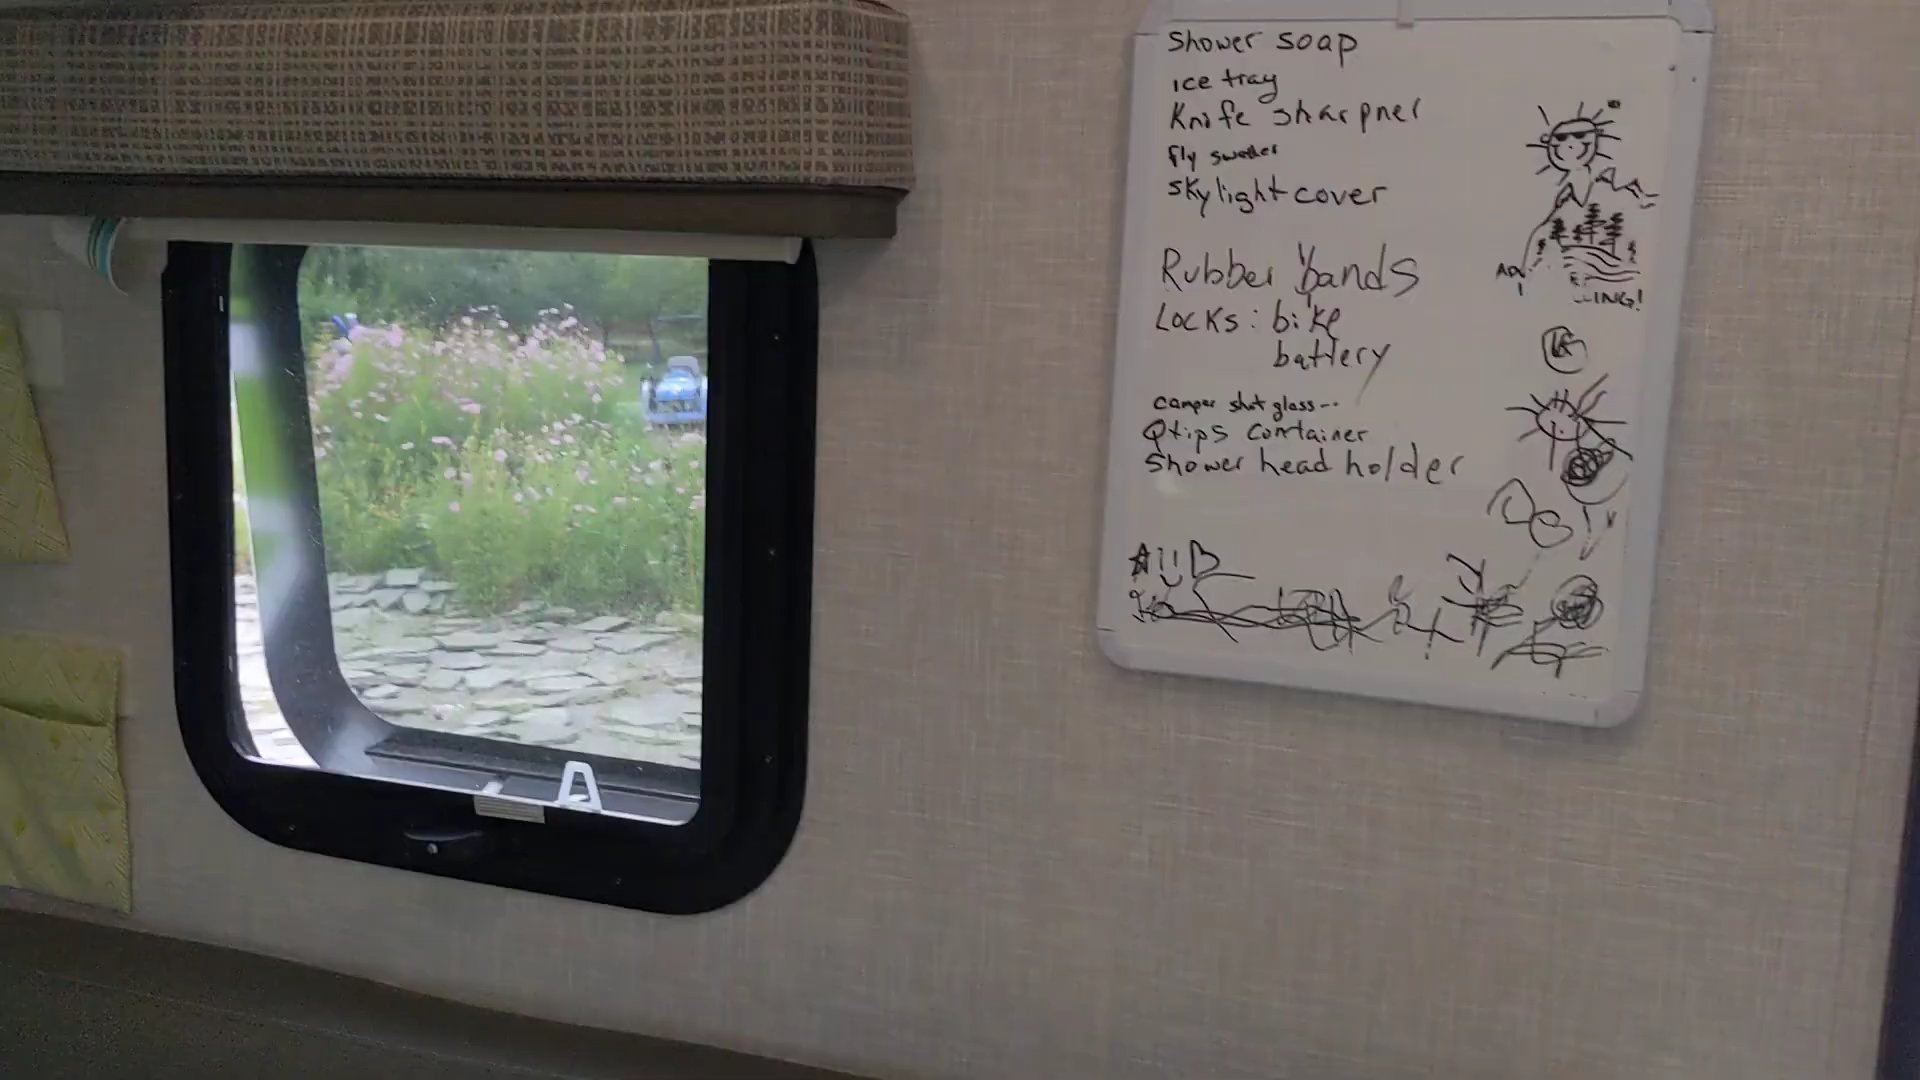 Shower soap
ice tray
Knife sharpner
fly swatter
skylight cover
Rubber bands
Locks: bike
battery
camper shot glass--
Qtips container
Shower head holder